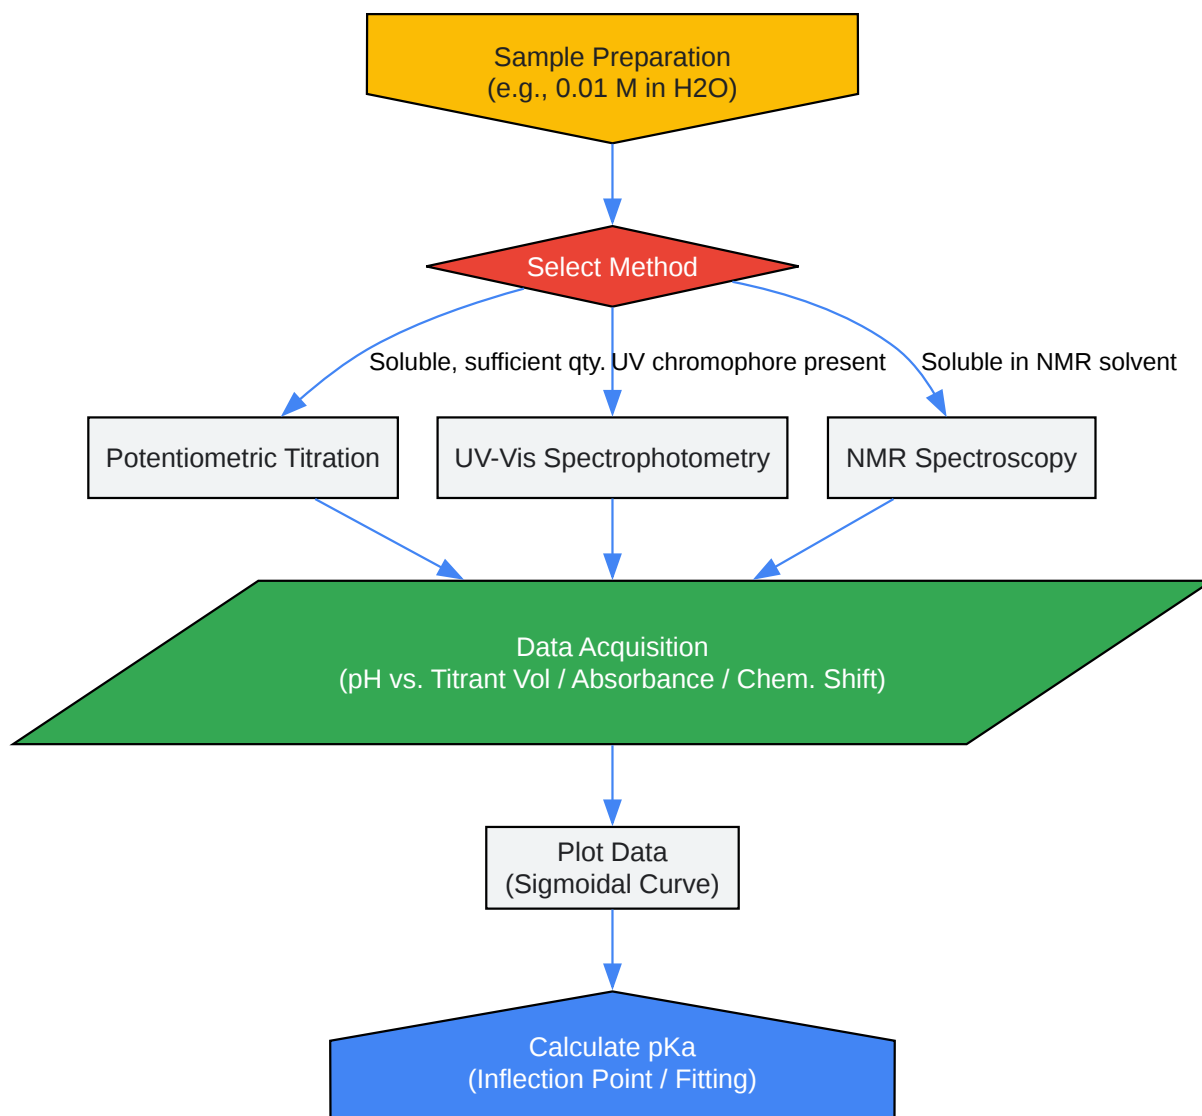 Sample Preparation
(e.g., 0.01 M in H2O)
Select Method
Soluble, sufficient qty.
UV chromophore present
Soluble in NMR solvent
Potentiometric Titration
UV-Vis Spectrophotometry
NMR Spectroscopy
Data Acquisition
(pH vs. Titrant Vol / Absorbance / Chem. Shift)
Plot Data
(Sigmoidal Curve)
Calculate pKa
(Inflection Point / Fitting)